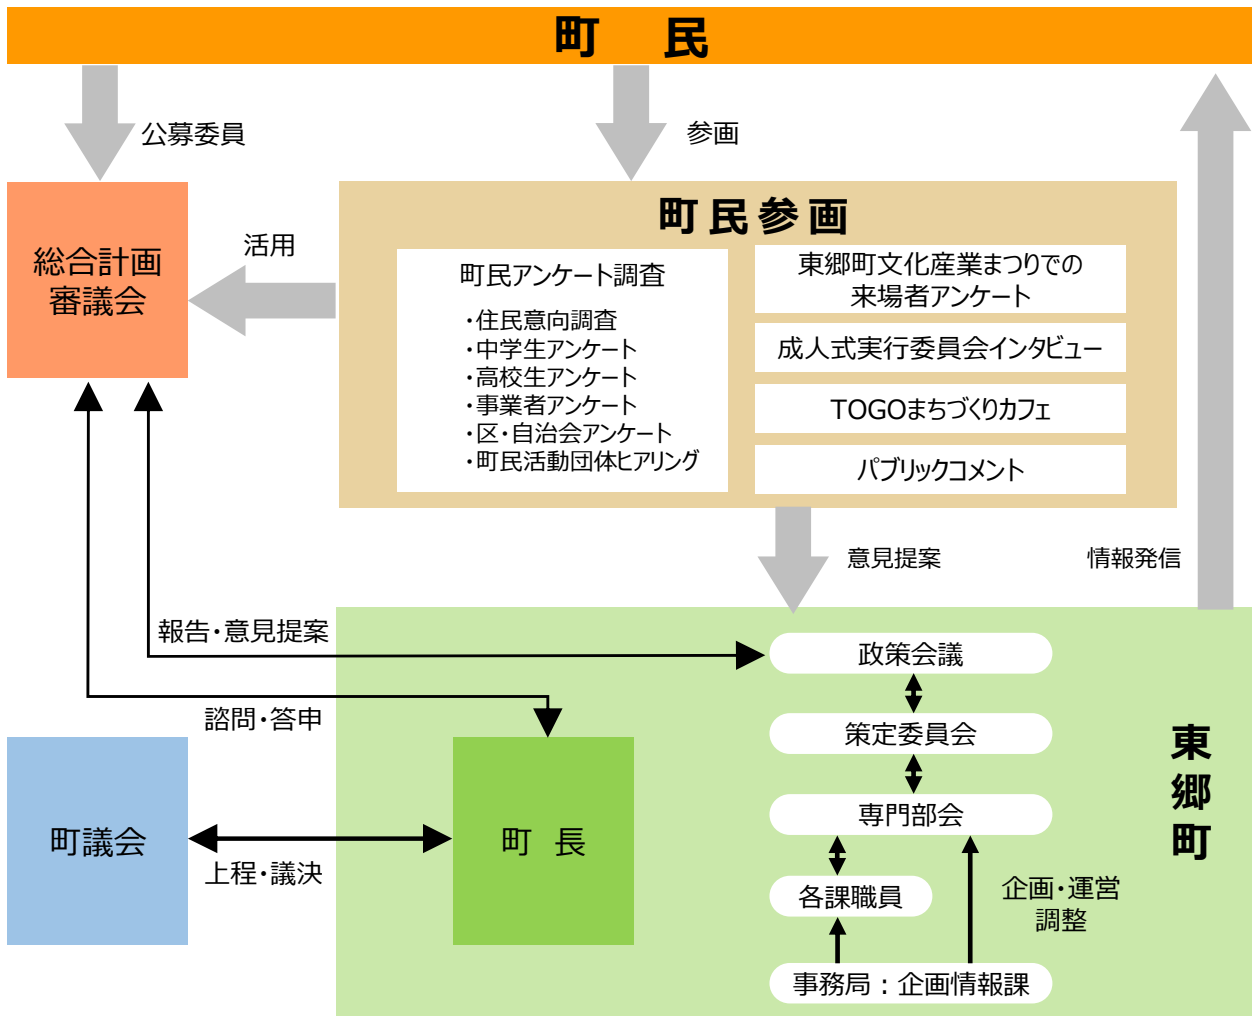 町　民
公募委員
参画
総合計画
審議会
活用
町民参画
町民アンケート調査
・住民意向調査
・中学生アンケート
・高校生アンケート
・事業者アンケート
・区・自治会アンケート
・町民活動団体ヒアリング
東郷町文化産業まつりでの
来場者アンケート
成人式実行委員会インタビュー
TOGOまちづくりカフェ
パブリックコメント
意見提案
情報発信
報告・意見提案
諮問・答申
町議会
上程・議決
町　長
政策会議
策定委員会
専門部会
各課職員
企画・運営
調整
事務局：企画情報課
東郷町